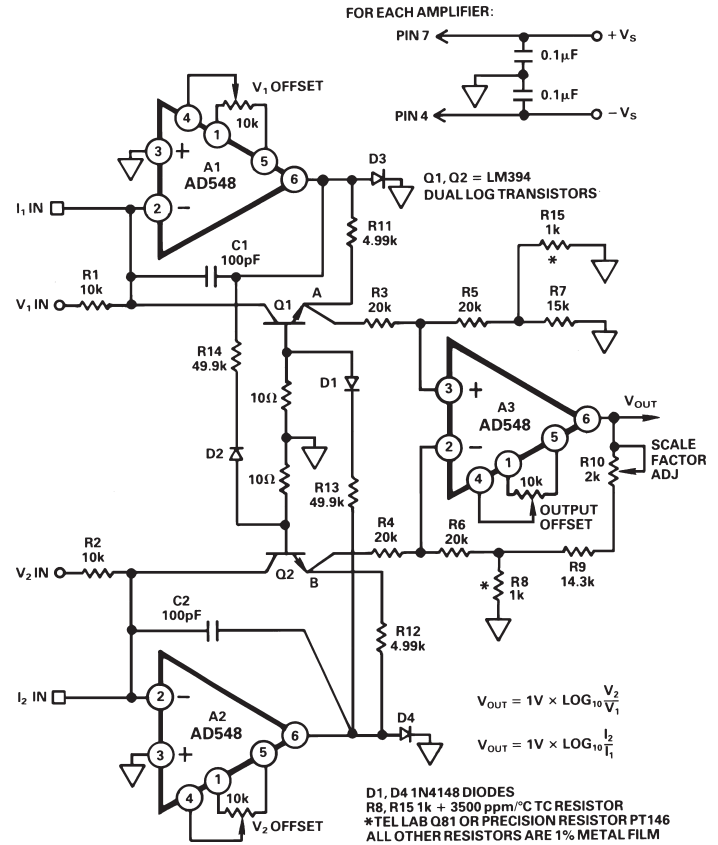 FOR EACH AMPLIFIER:
PIN 7
+ VS
0.1µF
0.1µF
PIN 4
− VS
V1 OFFSET
10k
4
1
5
3
+
A1
AD548
6
2
−
D3
Q1, Q2 = LM394
DUAL LOG TRANSISTORS
I1 IN
R11
4.99k
R15
1k
*
C1
100pF
R1
10k
V1 IN
Q1
A
R3
20k
R5
20k
R7
15k
R14
49.9k
10Ω
D1
3
+
A3
AD548
6
VOUT
2
−
5
1
4
10k
OUTPUT
OFFSET
R10
2k
SCALE
FACTOR
ADJ
D2
10Ω
R13
49.9k
R4
20k
R6
20k
R2
10k
V2 IN
Q2
B
*
R8
1k
R9
14.3k
C2
100pF
R12
4.99k
I2 IN
2
−
A2
AD548
6
3
+
5
1
4
10k
V2 OFFSET
D4
VOUT = 1V × LOG10 V2/V1
VOUT = 1V × LOG10 I2/I1
D1, D4 1N4148 DIODES
R8, R15 1k + 3500 ppm/°C TC RESISTOR
*TEL LAB Q81 OR PRECISION RESISTOR PT146
ALL OTHER RESISTORS ARE 1% METAL FILM